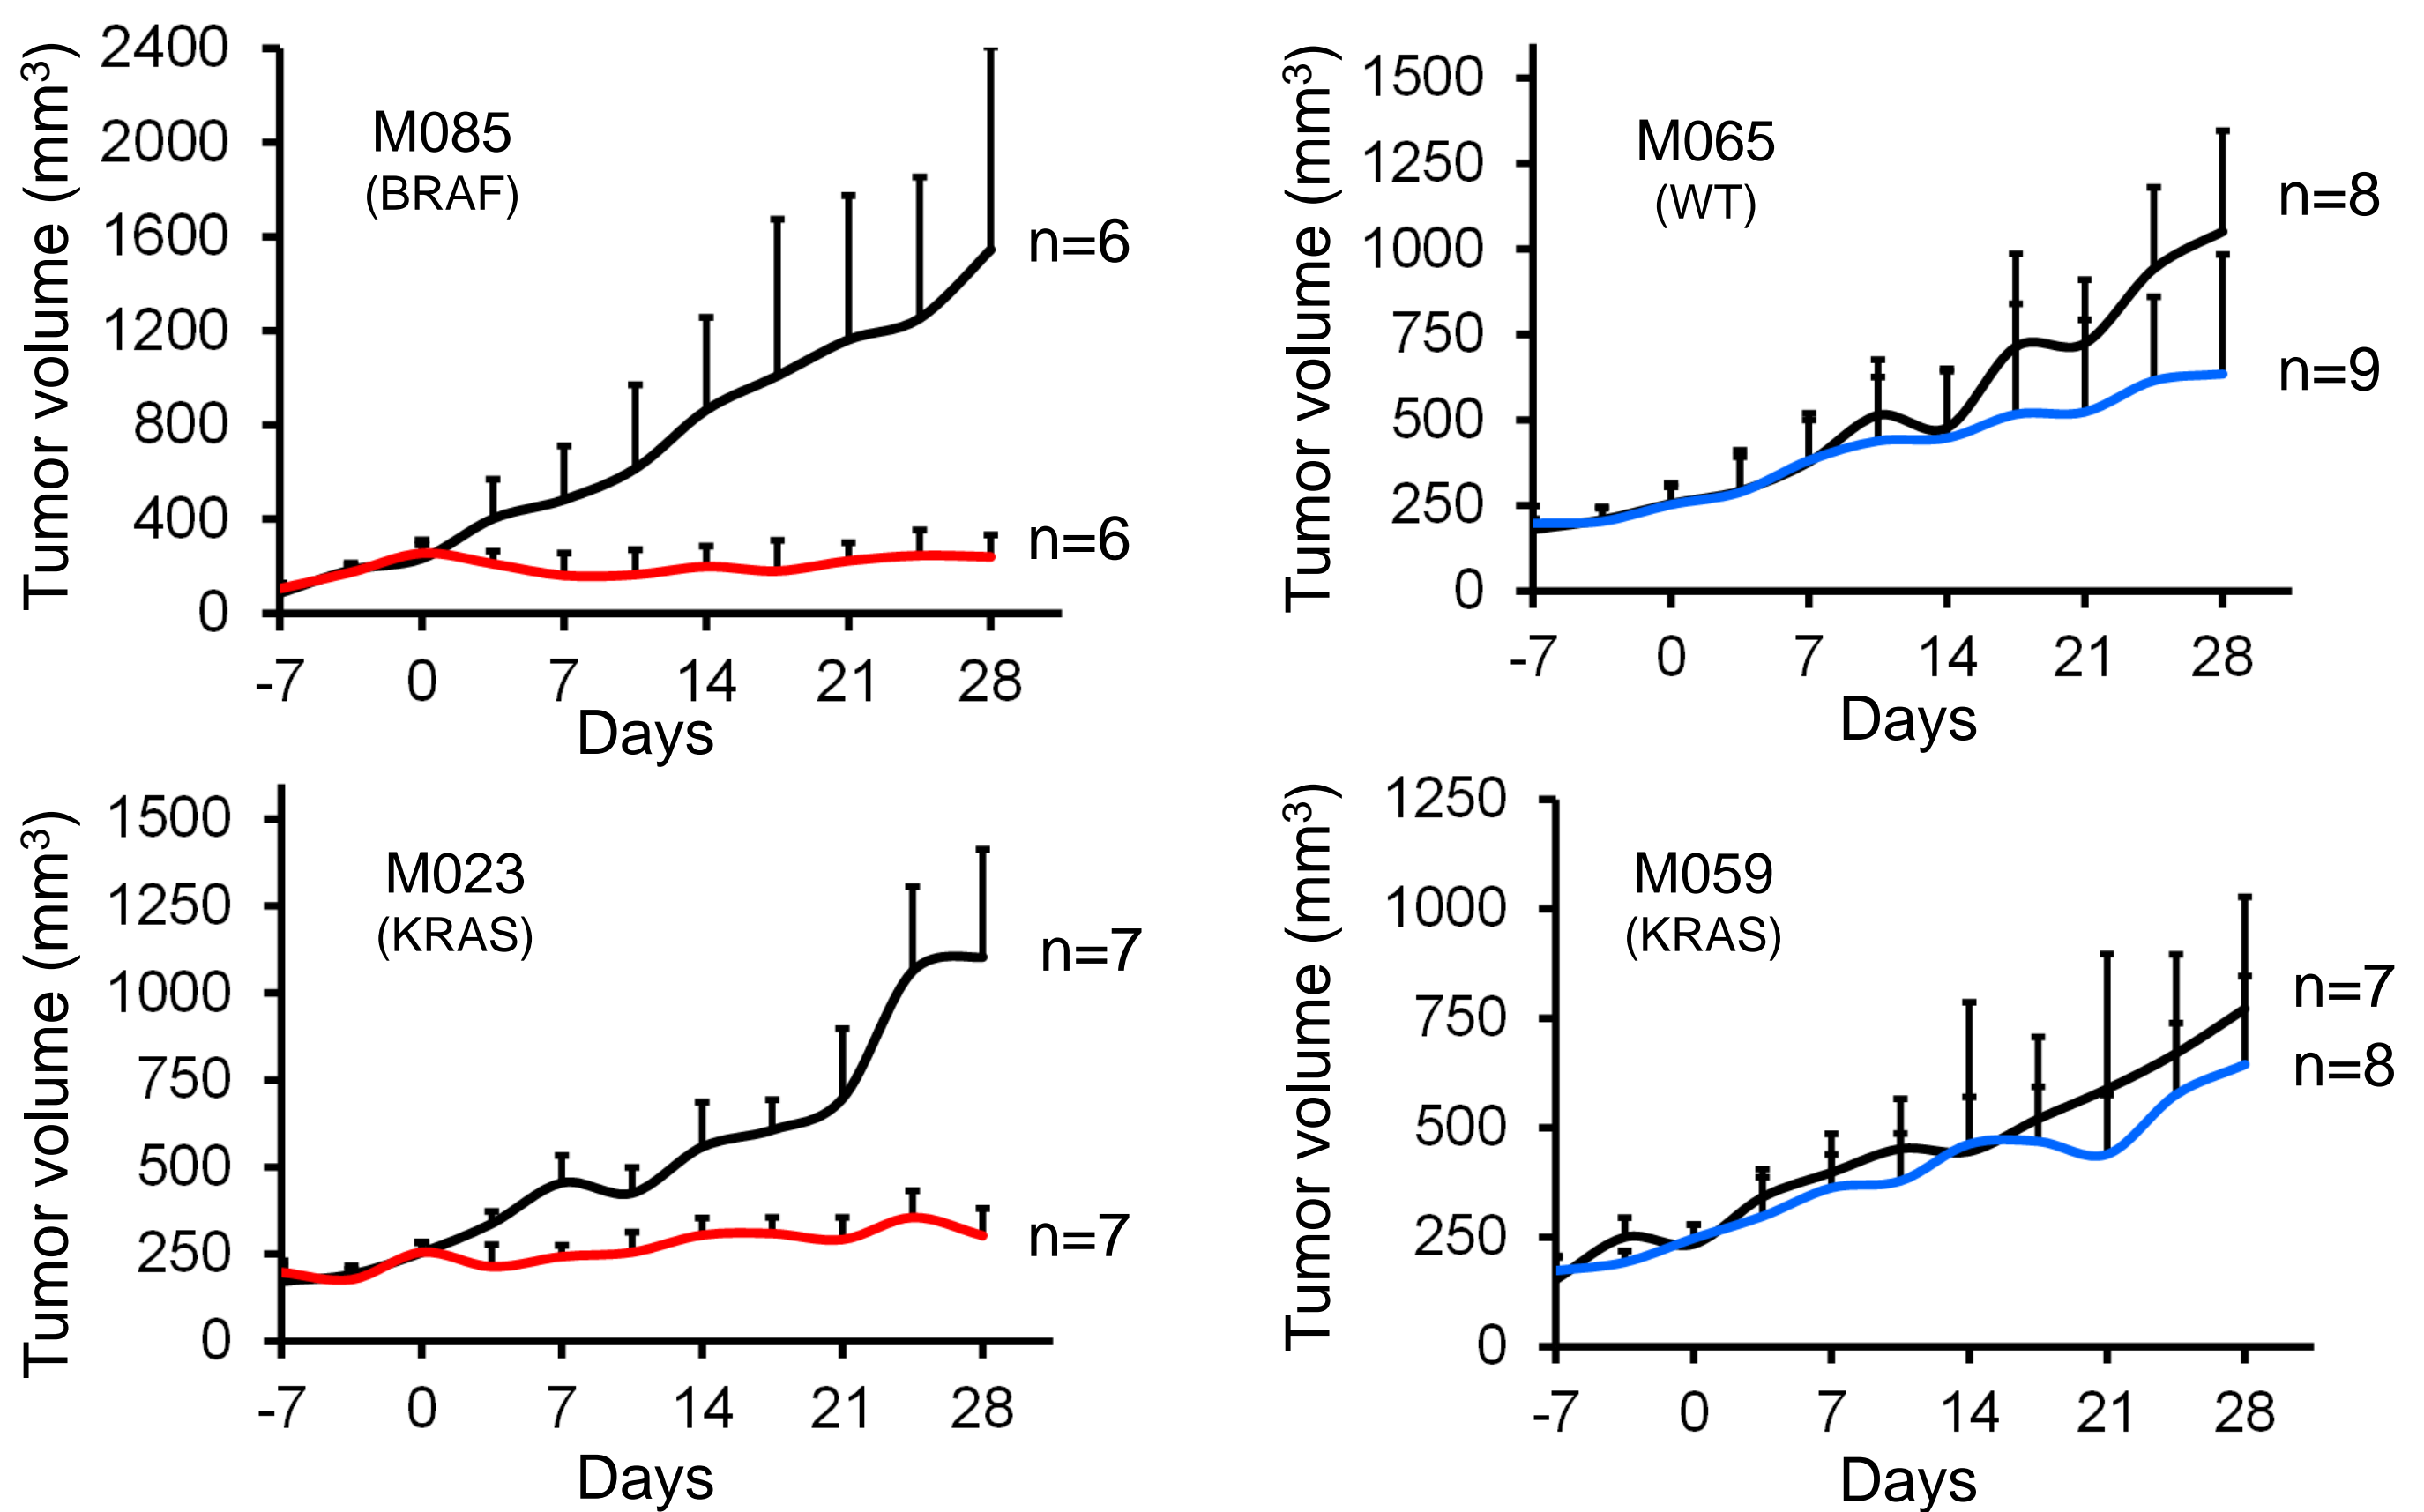 Tumor volume (mm³)
2400
2000
1600
1200
800
400
0
M085
(BRAF)
n=6
n=6
-7 0 7 14 21 28
Days
Tumor volume (mm³)
1500
1250
1000
750
500
250
0
M065
(WT)
n=8
n=9
-7 0 7 14 21 28
Days
Tumor volume (mm³)
1500
1250
1000
750
500
250
0
M023
(KRAS)
n=7
n=7
-7 0 7 14 21 28
Days
Tumor volume (mm³)
1250
1000
750
500
250
0
M059
(KRAS)
n=7
n=8
-7 0 7 14 21 28
Days